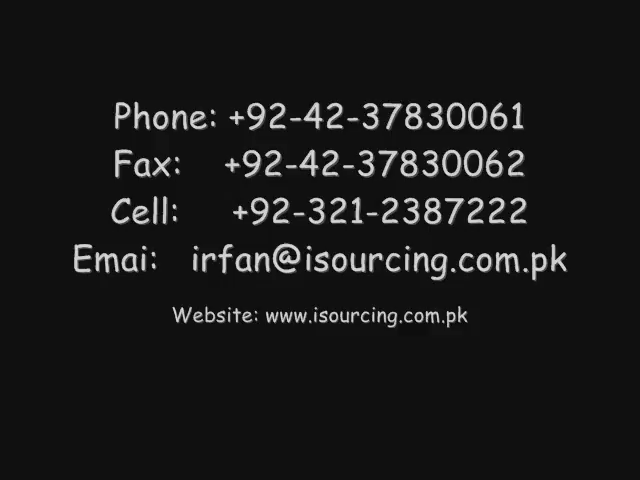 Phone: +92-42-37830061
Fax: +92-42-37830062
Cell: +92-321-2387222
Emai: irfan@isourcing.com.pk
Website: www.isourcing.com.pk